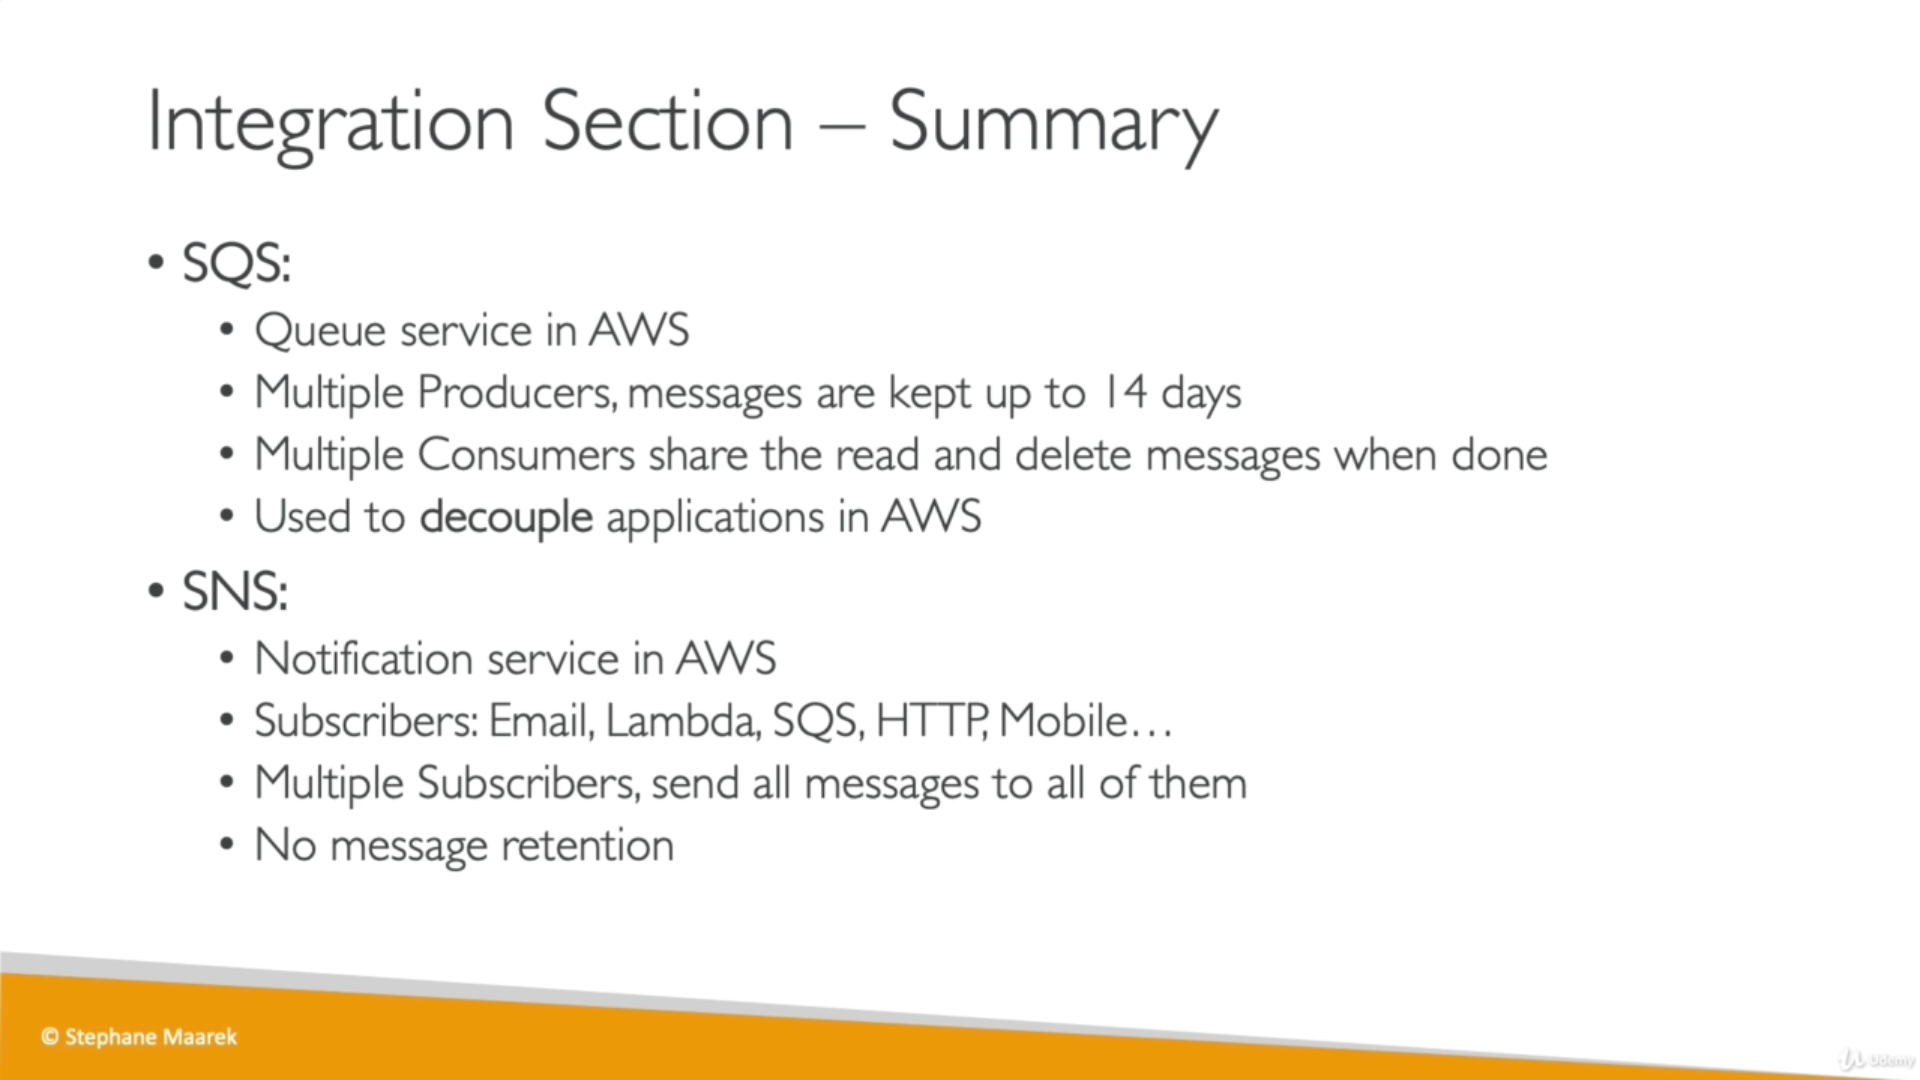 Integration Section – Summary
• SQS:
• Queue service in AWS
• Multiple Producers, messages are kept up to 14 days
• Multiple Consumers share the read and delete messages when done
• Used to decouple applications in AWS
• SNS:
• Notification service in AWS
• Subscribers: Email, Lambda, SQS, HTTP, Mobile…
• Multiple Subscribers, send all messages to all of them
• No message retention
© Stephane Maarek
Udemy